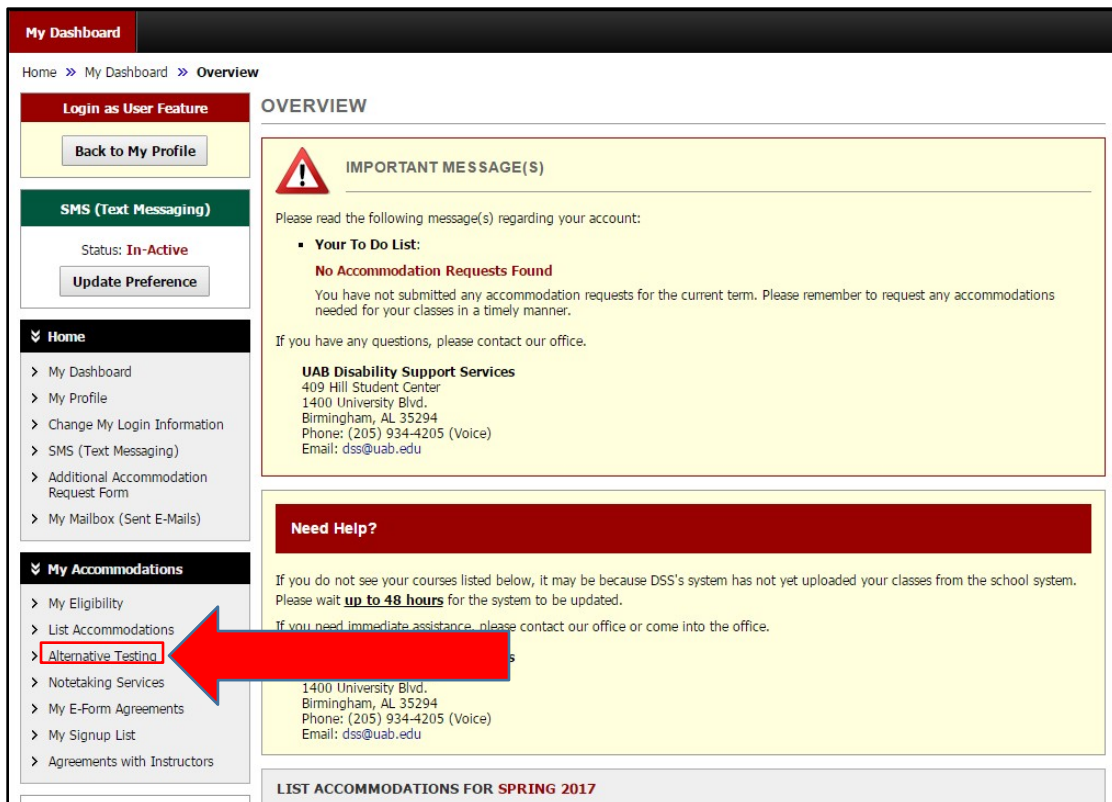 My Dashboard
Home » My Dashboard » Overview
Login as User Feature
Back to My Profile
SMS (Text Messaging)
Status: In-Active
Update Preference
Home
My Dashboard
My Profile
Change My Login Information
SMS (Text Messaging)
Additional Accommodation
Request Form
My Mailbox (Sent E-Mails)
My Accommodations
My Eligibility
List Accommodations
Alternative Testing
Notetaking Services
My E-Form Agreements
My Signup List
Agreements with Instructors
OVERVIEW
IMPORTANT MESSAGE(S)
Please read the following message(s) regarding your account:
Your To Do List:
No Accommodation Requests Found
You have not submitted any accommodation requests for the current term. Please remember to request any accommodations
needed for your classes in a timely manner.
If you have any questions, please contact our office.
UAB Disability Support Services
409 Hill Student Center
1400 University Blvd.
Birmingham, AL 35294
Phone: (205) 934-4205 (Voice)
Email: dss@uab.edu
Need Help?
If you do not see your courses listed below, it may be because DSS's system has not yet uploaded your classes from the school system.
Please wait up to 48 hours for the system to be updated.
If you need immediate assistance, please contact our office or come into the office.
1400 University Blvd.
Birmingham, AL 35294
Phone: (205) 934-4205 (Voice)
Email: dss@uab.edu
LIST ACCOMMODATIONS FOR SPRING 2017